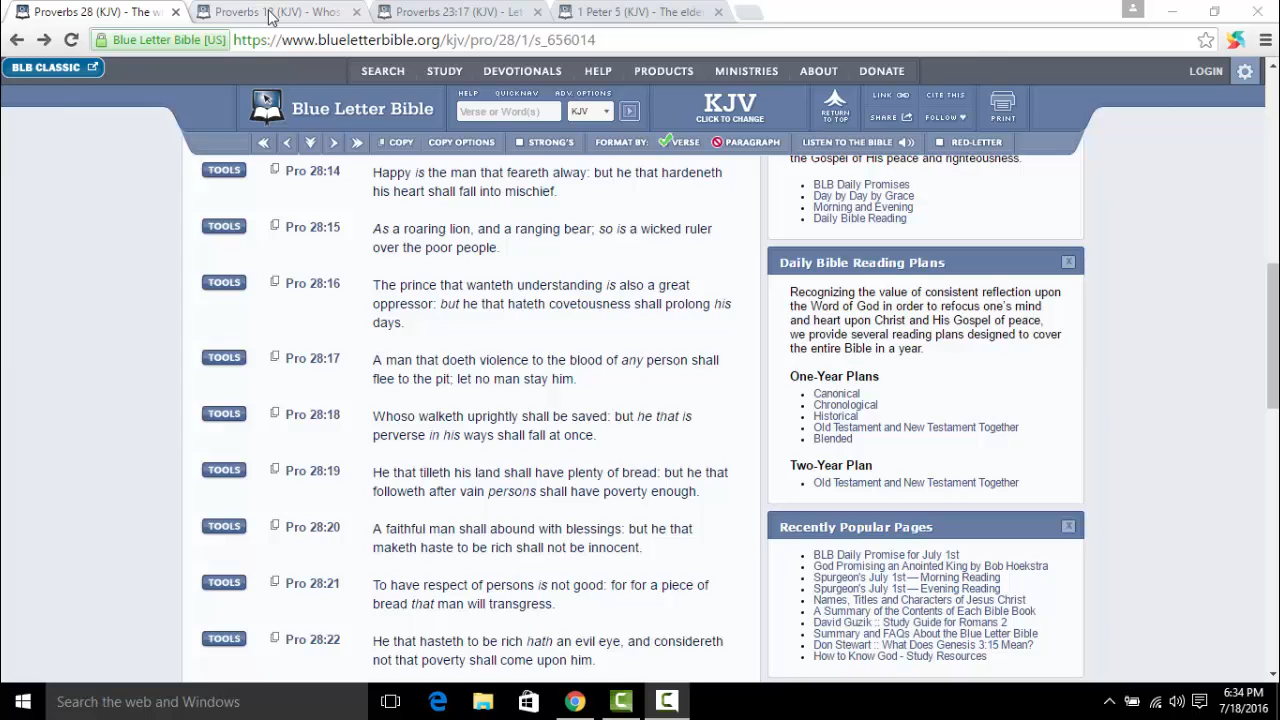 Proverbs 28 (KJV) - The w
Proverbs 1 (KJV) - Whos
Proverbs 23:17 (KJV) - Let
1 Peter 5 (KJV) - The elde
Blue Letter Bible [US]
https://www.blueletterbible.org/kjv/pro/28/1/s_656014
BLB CLASSIC
SEARCH STUDY DEVOTIONALS HELP PRODUCTS MINISTRIES ABOUT DONATE LOGIN
Blue Letter Bible
HELP QUICKNAV ADV. OPTIONS
Verse or Word(s) KJV
KJV
CLICK TO CHANGE
RETURN
TO TOP
LINK CITE THIS
SHARE FOLLOW
PRINT
COPY COPY OPTIONS STRONG'S FORMAT BY: VERSE PARAGRAPH LISTEN TO THE BIBLE RED-LETTER
TOOLS Pro 28:14 Happy is the man that feareth alway: but he that hardeneth
his heart shall fall into mischief.
TOOLS Pro 28:15 As a roaring lion, and a ranging bear; so is a wicked ruler
over the poor people.
TOOLS Pro 28:16 The prince that wanteth understanding is also a great
oppressor: but he that hateth covetousness shall prolong his
days.
TOOLS Pro 28:17 A man that doeth violence to the blood of any person shall
flee to the pit; let no man stay him.
TOOLS Pro 28:18 Whoso walketh uprightly shall be saved: but he that is
perverse in his ways shall fall at once.
TOOLS Pro 28:19 He that tilleth his land shall have plenty of bread: but he that
followeth after vain persons shall have poverty enough.
TOOLS Pro 28:20 A faithful man shall abound with blessings: but he that
maketh haste to be rich shall not be innocent.
TOOLS Pro 28:21 To have respect of persons is not good: for for a piece of
bread that man will transgress.
TOOLS Pro 28:22 He that hasteth to be rich hath an evil eye, and considereth
not that poverty shall come upon him.
the Gospel of His peace and righteousness.
BLB Daily Promises
Day by Day by Grace
Morning and Evening
Daily Bible Reading
Daily Bible Reading Plans
Recognizing the value of consistent reflection upon
the Word of God in order to refocus one's mind
and heart upon Christ and His Gospel of peace,
we provide several reading plans designed to cover
the entire Bible in a year.
One-Year Plans
Canonical
Chronological
Historical
Old Testament and New Testament Together
Blended
Two-Year Plan
Old Testament and New Testament Together
Recently Popular Pages
BLB Daily Promise for July 1st
God Promising an Anointed King by Bob Hoekstra
Spurgeon's July 1st—Morning Reading
Spurgeon's July 1st—Evening Reading
Names, Titles and Characters of Jesus Christ
A Summary of the Contents of Each Bible Book
David Guzik :: Study Guide for Romans 2
Summary and FAQs About the Blue Letter Bible
Don Stewart :: What Does Genesis 3:15 Mean?
How to Know God - Study Resources
Search the web and Windows
6:34 PM
7/18/2016